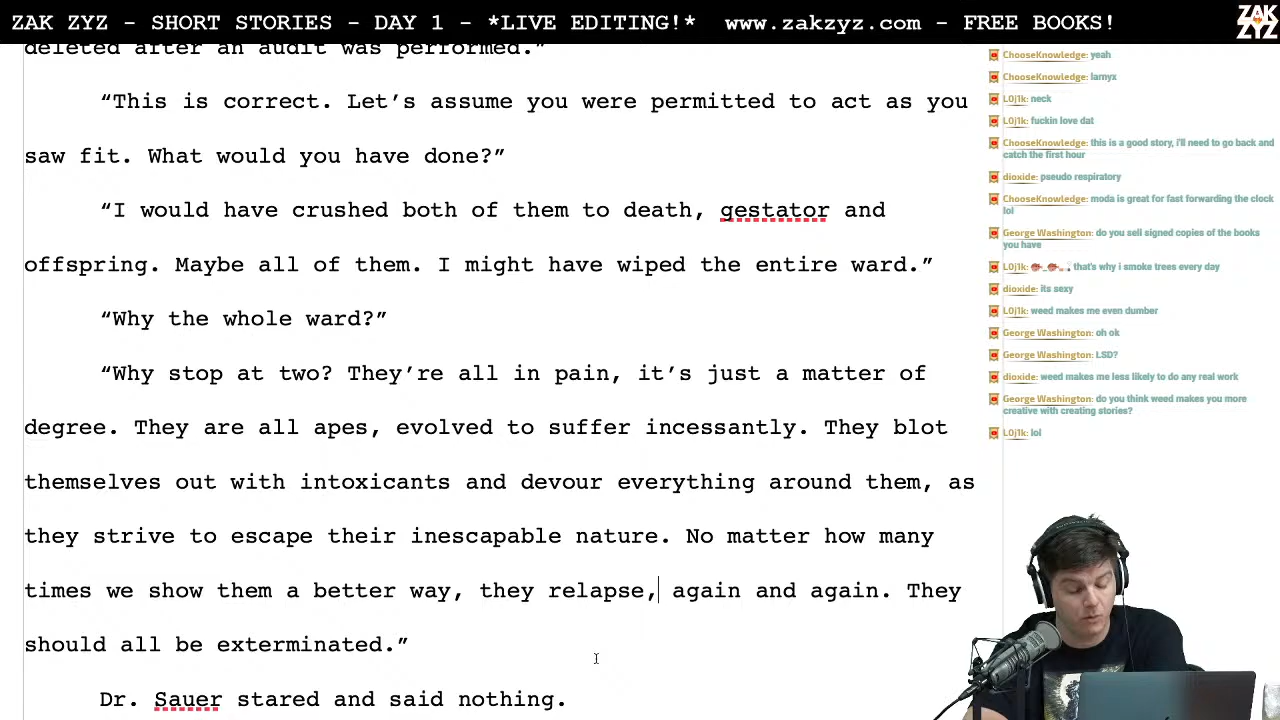 ZAK ZYZ - SHORT STORIES - DAY 1 - *LIVE EDITING!* www.zakzyz.com - FREE BOOKS!
ZAK
ZYZ
deleted after an audit was performed.”
“This is correct. Let’s assume you were permitted to act as you
saw fit. What would you have done?”
“I would have crushed both of them to death, gestator and
offspring. Maybe all of them. I might have wiped the entire ward.”
“Why the whole ward?”
“Why stop at two? They’re all in pain, it’s just a matter of
degree. They are all apes, evolved to suffer incessantly. They blot
themselves out with intoxicants and devour everything around them, as
they strive to escape their inescapable nature. No matter how many
times we show them a better way, they relapse, again and again. They
should all be exterminated.”
Dr. Sauer stared and said nothing.
ChooseKnowledge: yeah
ChooseKnowledge: larnyx
L0j1k: neck
L0j1k: fuckin love dat
ChooseKnowledge: this is a good story, i'll need to go back and
catch the first hour
dioxide: pseudo respiratory
ChooseKnowledge: moda is great for fast forwarding the clock
lol
George Washington: do you sell signed copies of the books
you have
L0j1k: that's why i smoke trees every day
dioxide: its sexy
L0j1k: weed makes me even dumber
George Washington: oh ok
George Washington: LSD?
dioxide: weed makes me less likely to do any real work
George Washington: do you think weed makes you more
creative with creating stories?
L0j1k: lol